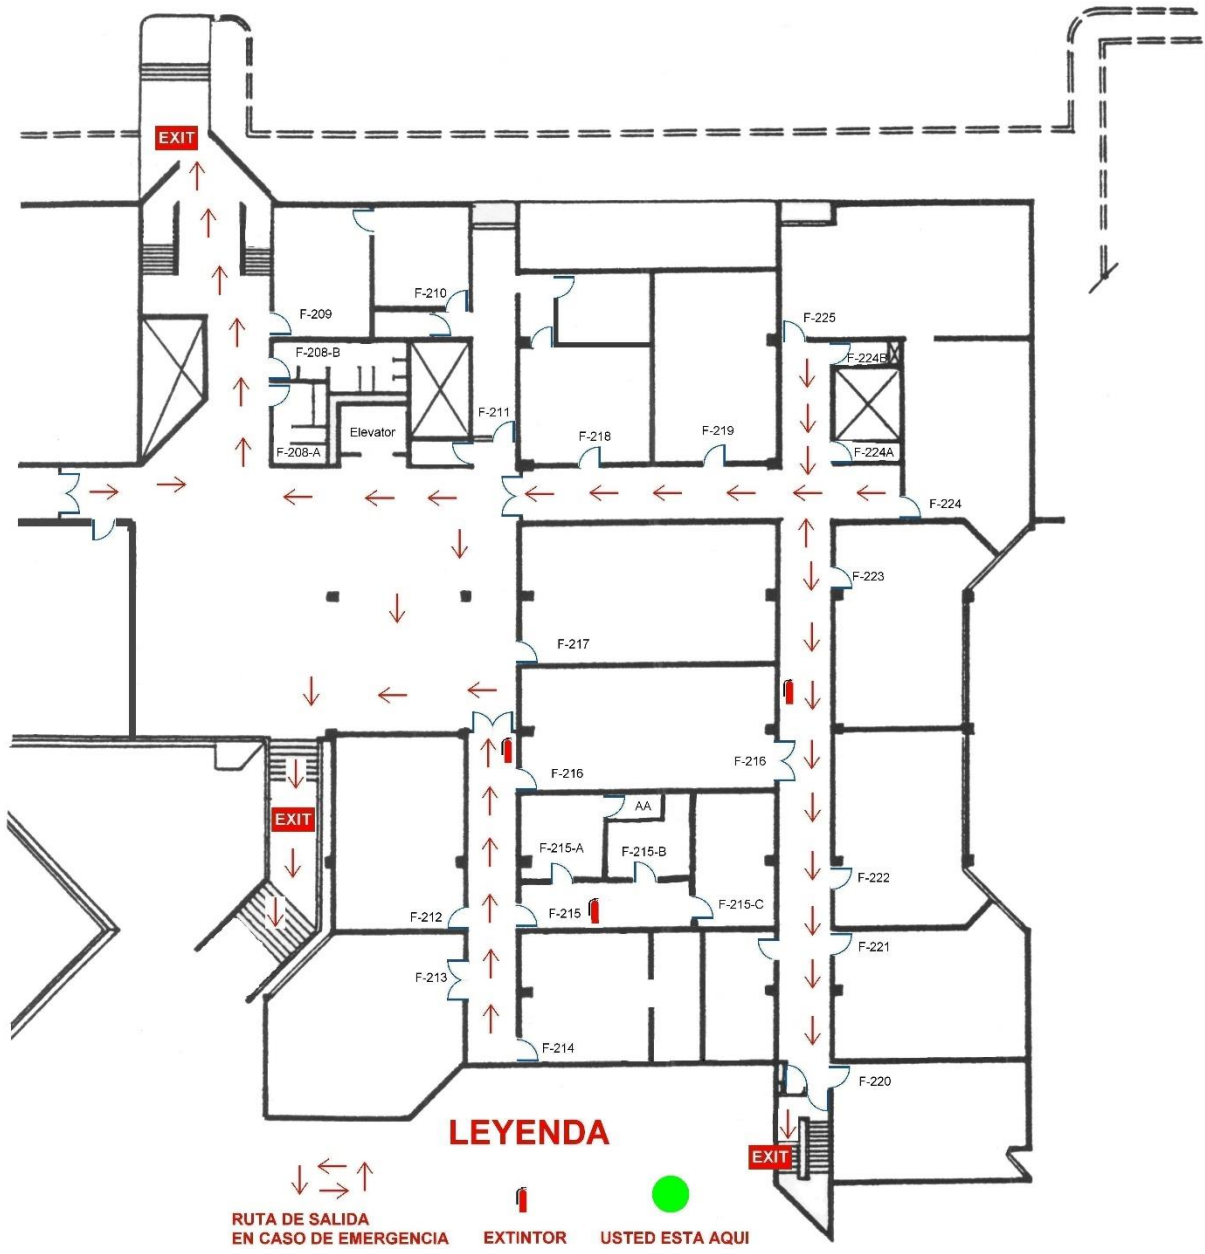 EXIT
F-210
F-209
F-225
F-208-B
F-224B
F-211
Elevator
F-218
F-219
F-208-A
F-224A
F-224
F-223
F-217
F-216
F-216
AA
EXIT
F-215-A
F-215-B
F-222
F-215-C
F-212
F-215
F-221
F-213
F-214
F-220
LEYENDA
EXIT
RUTA DE SALIDA
EN CASO DE EMERGENCIA
EXTINTOR
USTED ESTA AQUI